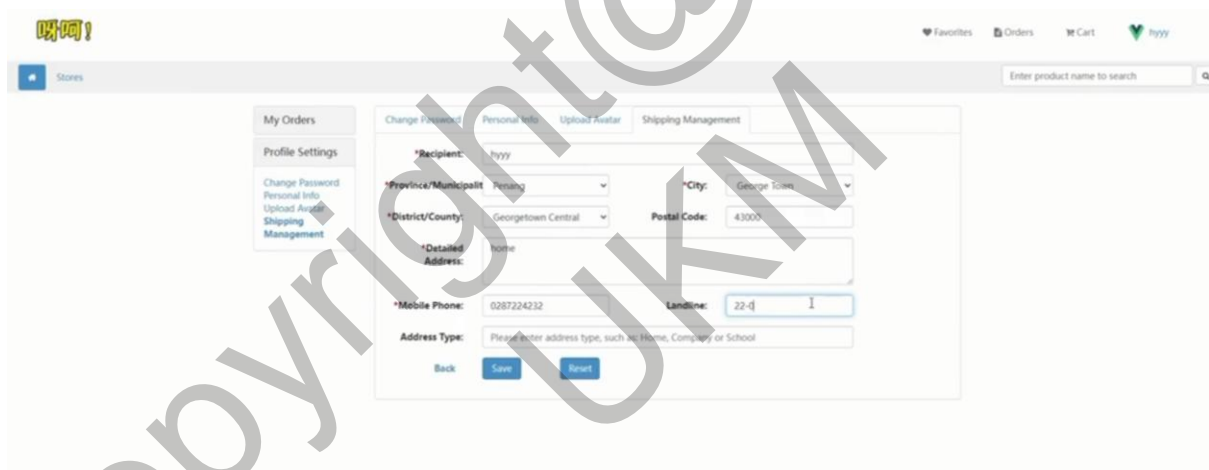 呀呵!
Favorites Orders Cart hyyy
Stores Enter product name to search
My Orders
Profile Settings
Change Password
Personal Info
Upload Avatar
Shipping
Management
Change Password Personal Info Upload Avatar Shipping Management
*Recipient: hyyy
*Province/Municipalit Penang *City: George Town
*District/County: Georgetown Central Postal Code: 43000
*Detailed
Address: home
*Mobile Phone: 0287224232 Landline: 22-0
Address Type: Please enter address type, such as: Home, Company or School
Back Save Reset
pyright@
UKM